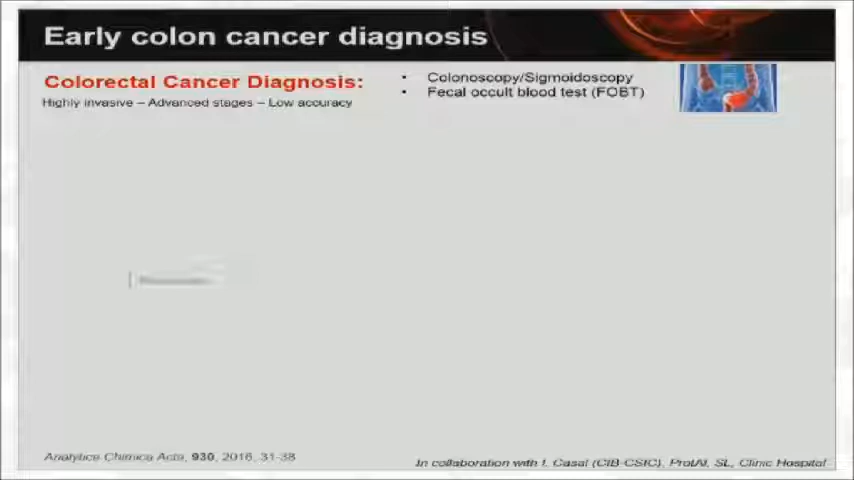 Early colon cancer diagnosis
Colorectal Cancer Diagnosis:
Highly invasive – Advanced stages – Low accuracy
• Colonoscopy/Sigmoidoscopy
• Fecal occult blood test (FOBT)
Analytica Chimica Acta, 930, 2016, 31-38
In collaboration with I. Casal (CIB-CSIC), ProtAl, SL, Clinic Hospital